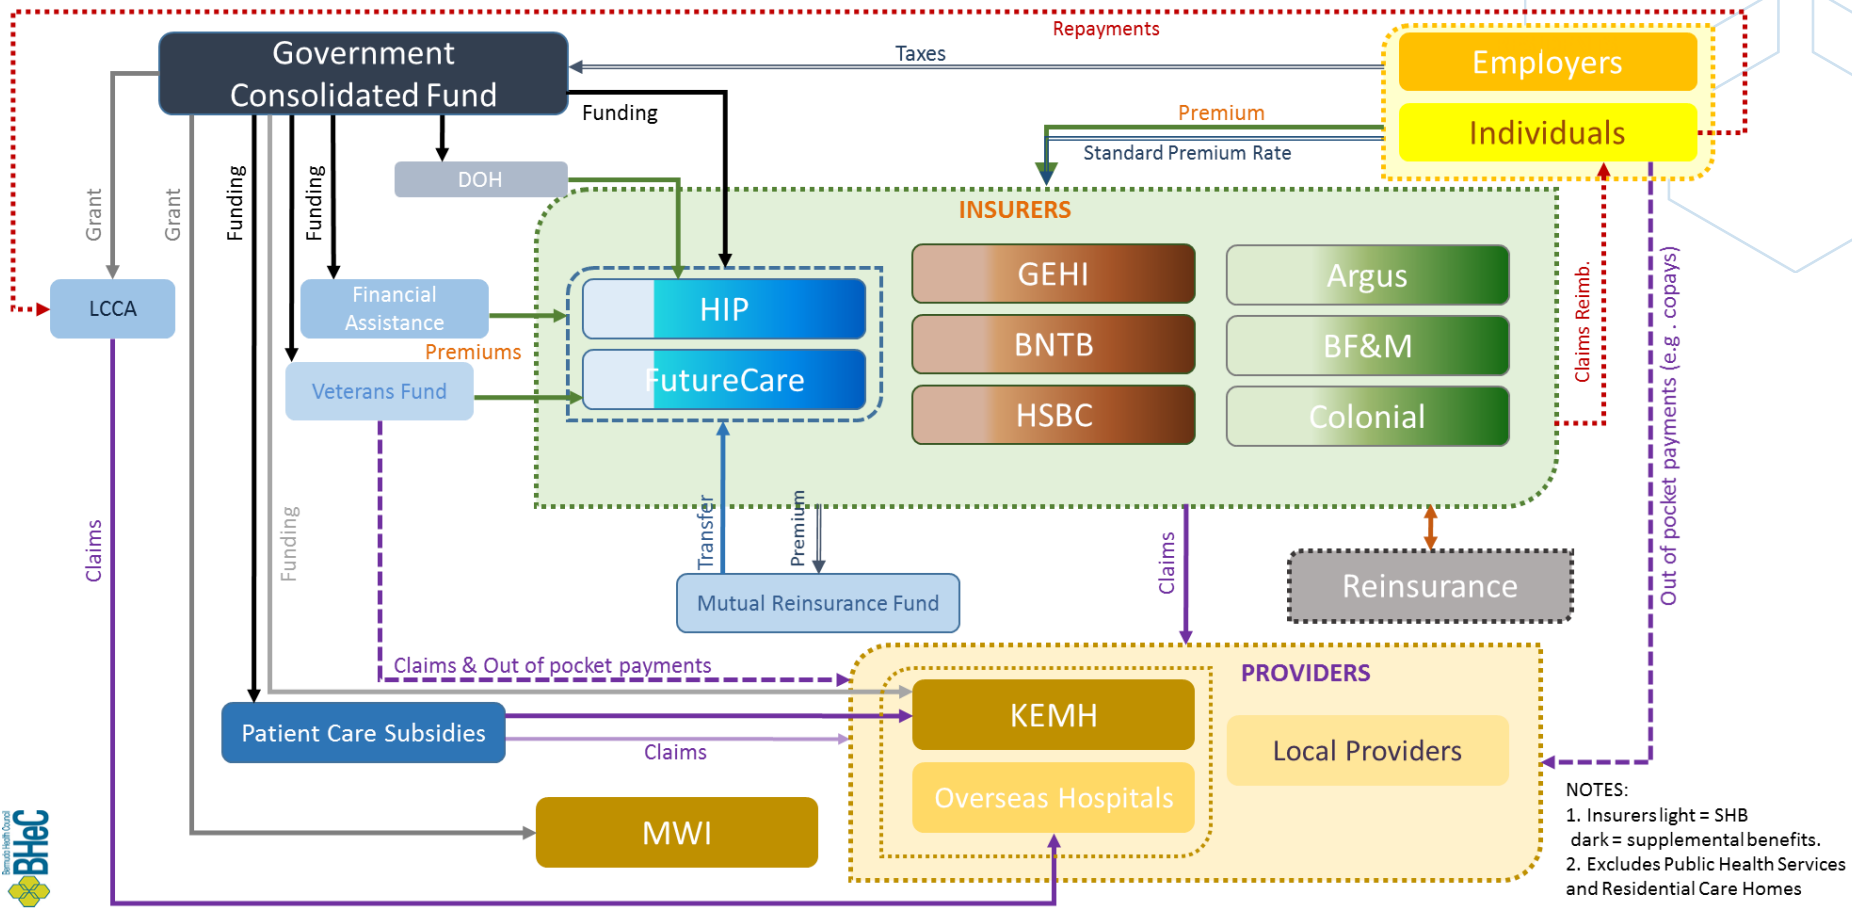 Repayments
Government
Consolidated Fund
Taxes
Employers
Funding
Premium
Individuals
Standard Premium Rate
DOH
Grant
Grant
Funding
Funding
INSURERS
LCCA
Financial
Assistance
HIP
GEHI
Argus
Premiums
BNTB
BF&M
Claims Reimb.
Veterans Fund
FutureCare
HSBC
Colonial
Out of pocket payments (e.g . copays)
Claims
Funding
Transfer
Premium
Claims
Reinsurance
Mutual Reinsurance Fund
Claims & Out of pocket payments
PROVIDERS
KEMH
Patient Care Subsidies
Claims
Local Providers
Overseas Hospitals
MWI
NOTES:
1. Insurers light = SHB
dark = supplemental benefits.
2. Excludes Public Health Services
and Residential Care Homes
Bermuda Health Council
BHeC